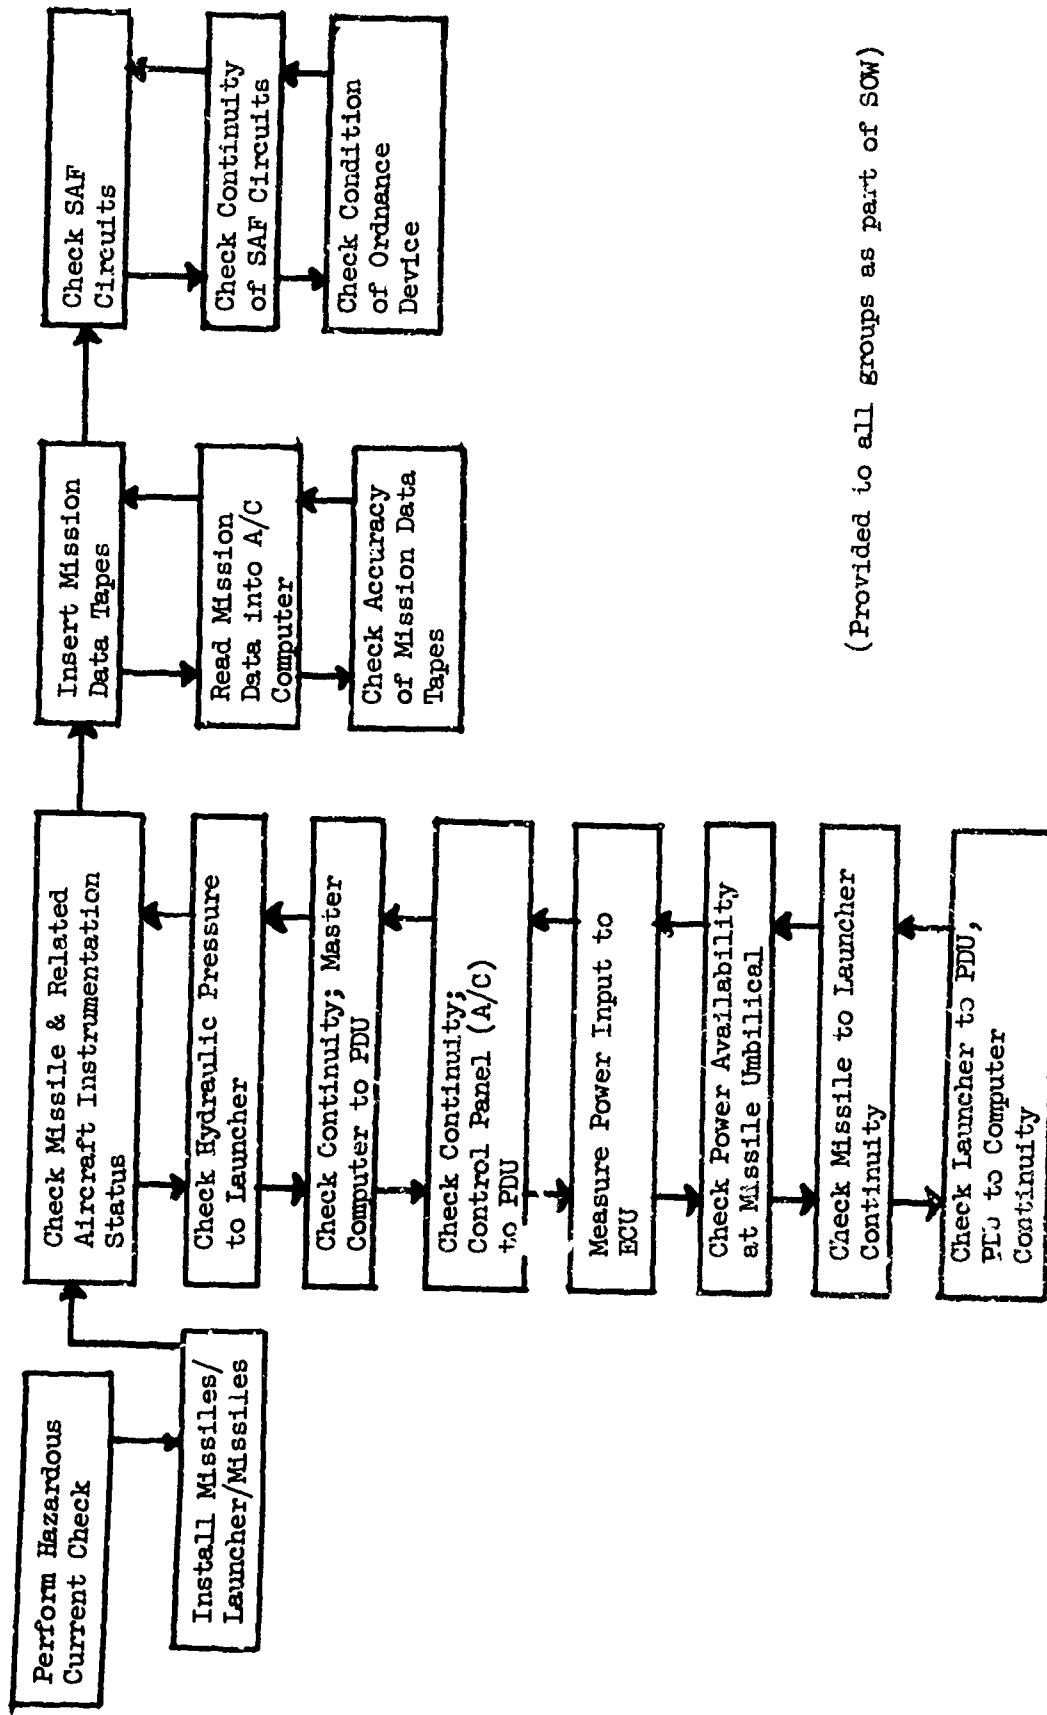 Perform Hazardous
Current Check
Install Missiles/
Launcher/Missiles
Check Missile & Related
Aircraft Instrumentation
Status
Check Hydraulic Pressure
to Launcher
Check Continuity; Master
Computer to PDU
Check Continuity;
Control Panel (A/C)
to PDU
Measure Power Input to
ECU
Check Power Availability
at Missile Umbilical
Check Missile to Launcher
Continuity
Check Launcher to PDU,
PDU to Computer
Continuity
Insert Mission
Data Tapes
Read Mission
Data into A/C
Computer
Check Accuracy
of Mission Data
Tapes
Check SAF
Circuits
Check Continuity
of SAF Circuits
Check Condition
of Ordnance
Device
(Provided to all groups as part of SOW)